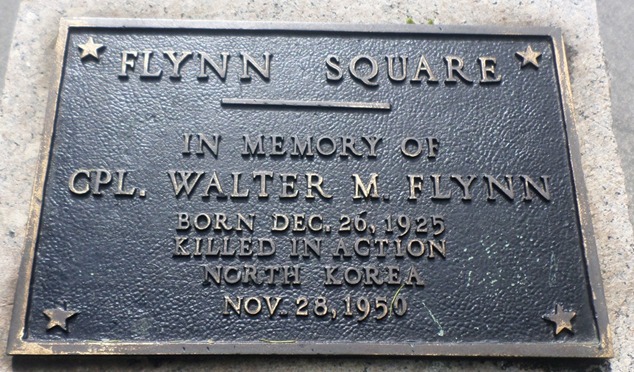 FLYNN SQUARE
IN MEMORY OF
CPL. WALTER M. FLYNN
BORN DEC. 26, 1925
KILLED IN ACTION
NORTH KOREA
NOV. 28, 1950